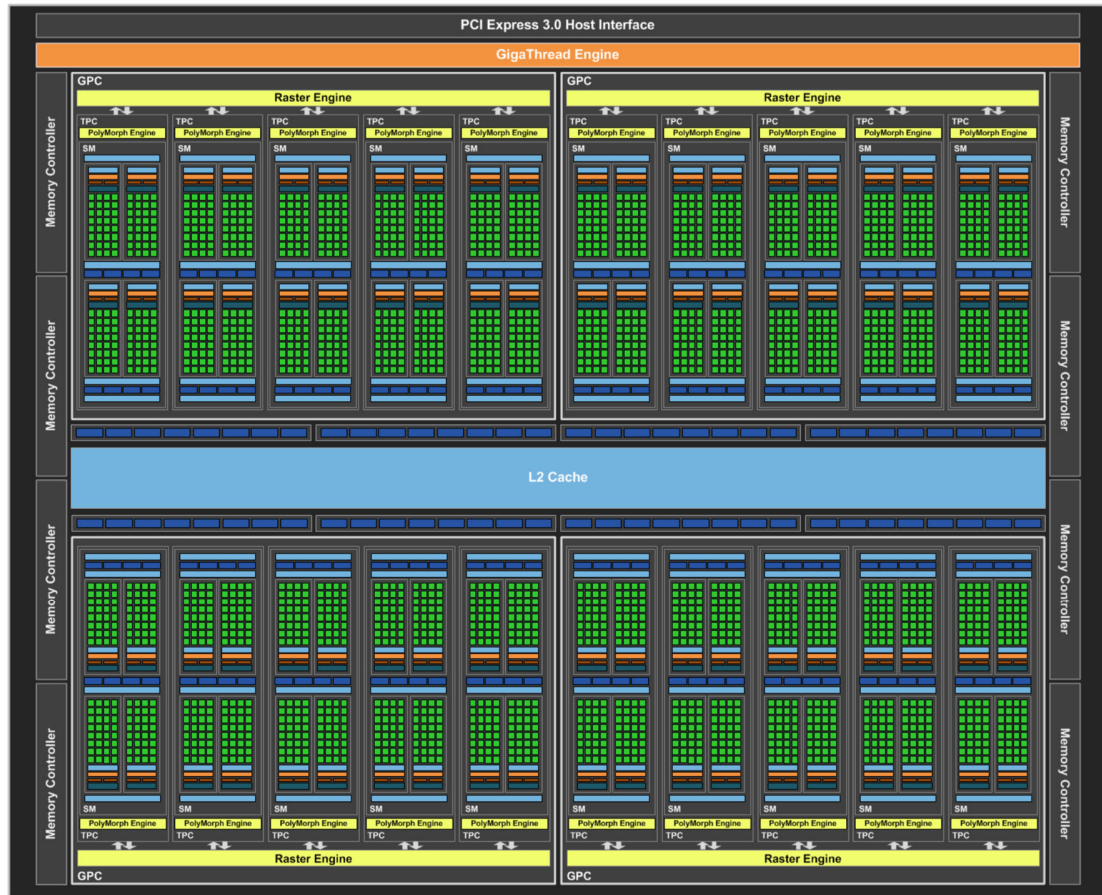 PCI Express 3.0 Host Interface
GigaThread Engine
Memory Controller
Memory Controller
Memory Controller
Memory Controller
GPC
Raster Engine
TPC TPC TPC TPC TPC
PolyMorph Engine PolyMorph Engine PolyMorph Engine PolyMorph Engine PolyMorph Engine
SM SM SM SM SM
GPC
Raster Engine
TPC TPC TPC TPC TPC
PolyMorph Engine PolyMorph Engine PolyMorph Engine PolyMorph Engine PolyMorph Engine
SM SM SM SM SM
L2 Cache
SM SM SM SM SM
PolyMorph Engine PolyMorph Engine PolyMorph Engine PolyMorph Engine PolyMorph Engine
TPC TPC TPC TPC TPC
Raster Engine
GPC
SM SM SM SM SM
PolyMorph Engine PolyMorph Engine PolyMorph Engine PolyMorph Engine PolyMorph Engine
TPC TPC TPC TPC TPC
Raster Engine
GPC
Memory Controller
Memory Controller
Memory Controller
Memory Controller